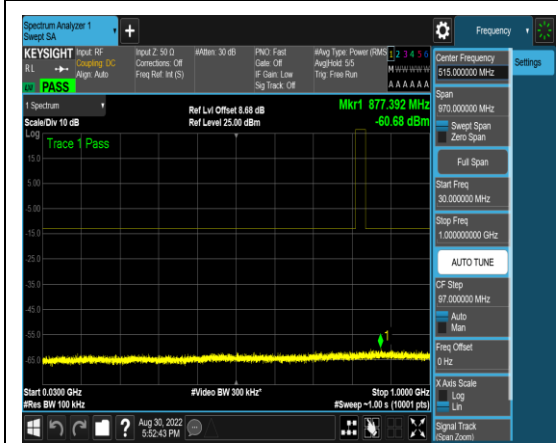 Spectrum Analyzer 1
Swept SA
+
Frequency
KEYSIGHT Input: RF
RL Coupling: DC
Align: Auto
PASS
Input Z: 50 Ω
Corrections: Off
Freq Ref: Int (S)
#Atten: 30 dB
PNO: Fast
Gate: Off
IF Gain: Low
Sig Track: Off
#Avg Type: Power (RMS
Avg|Hold: 5/5
Trig: Free Run
1 2 3 4 5 6
M W W W W W
A A A A A A
1 Spectrum
Scale/Div 10 dB
Ref Lvl Offset 8.68 dB
Ref Level 25.00 dBm
Mkr1 877.392 MHz
-60.68 dBm
Log
Trace 1 Pass
15.0
5.00
-5.00
-15.0
-25.0
-35.0
-45.0
-55.0
-65.0
1
Start 0.0300 GHz
#Res BW 100 kHz
#Video BW 300 kHz*
Stop 1.0000 GHz
#Sweep ~1.00 s (10001 pts)
Center Frequency
515.000000 MHz
Span
970.000000 MHz
Swept Span
Zero Span
Full Span
Start Freq
30.000000 MHz
Stop Freq
1.000000000 GHz
AUTO TUNE
CF Step
97.000000 MHz
Auto
Man
Freq Offset
0 Hz
X Axis Scale
Log
Lin
Signal Track
(Span Zoom)
Settings
?
Aug 30, 2022
5:52:43 PM